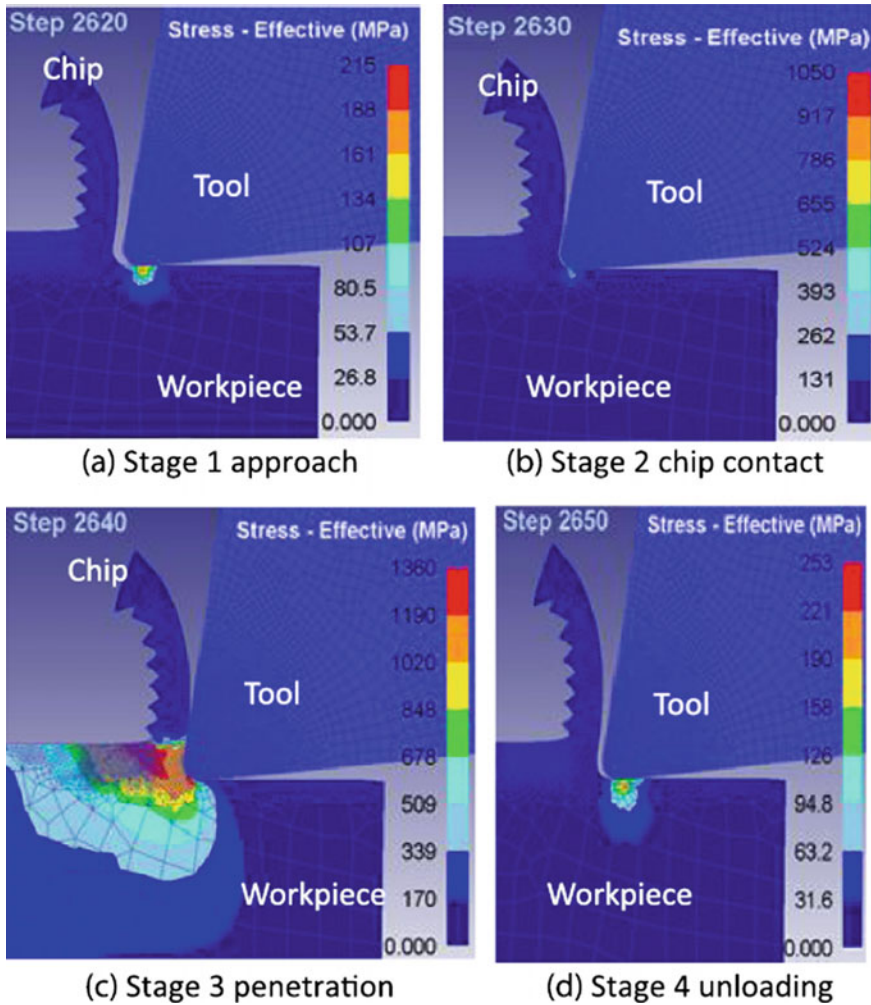 Step 2620
Stress - Effective (MPa)
215
188
161
134
107
80.5
53.7
26.8
0.000
Chip
Tool
Workpiece
(a) Stage 1 approach
Step 2630
Stress - Effective (MPa)
1050
917
786
655
524
393
262
131
0.000
Chip
Tool
Workpiece
(b) Stage 2 chip contact
Step 2640
Stress - Effective (MPa)
1360
1190
1020
848
678
509
339
170
0.000
Chip
Tool
Workpiece
(c) Stage 3 penetration
Step 2650
Stress - Effective (MPa)
253
221
190
158
126
94.8
63.2
31.6
0.000
Chip
Tool
Workpiece
(d) Stage 4 unloading